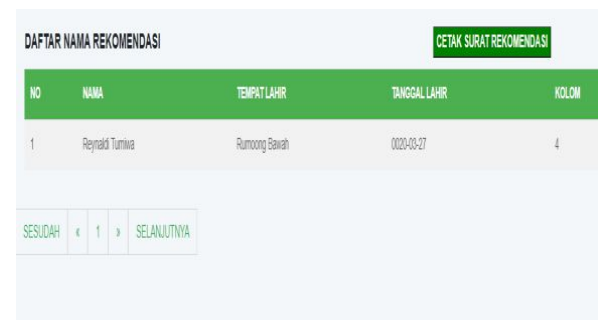 DAFTAR NAMA REKOMENDASI CETAK SURAT REKOMENDASI
NO NAMA TEMPAT LAHIR TANGGAL LAHIR KOLOM
1 Reynaldi Tumiwa Rumoong Bawah 0020-03-27 4
SESUDAH « 1 » SELANJUTNYA